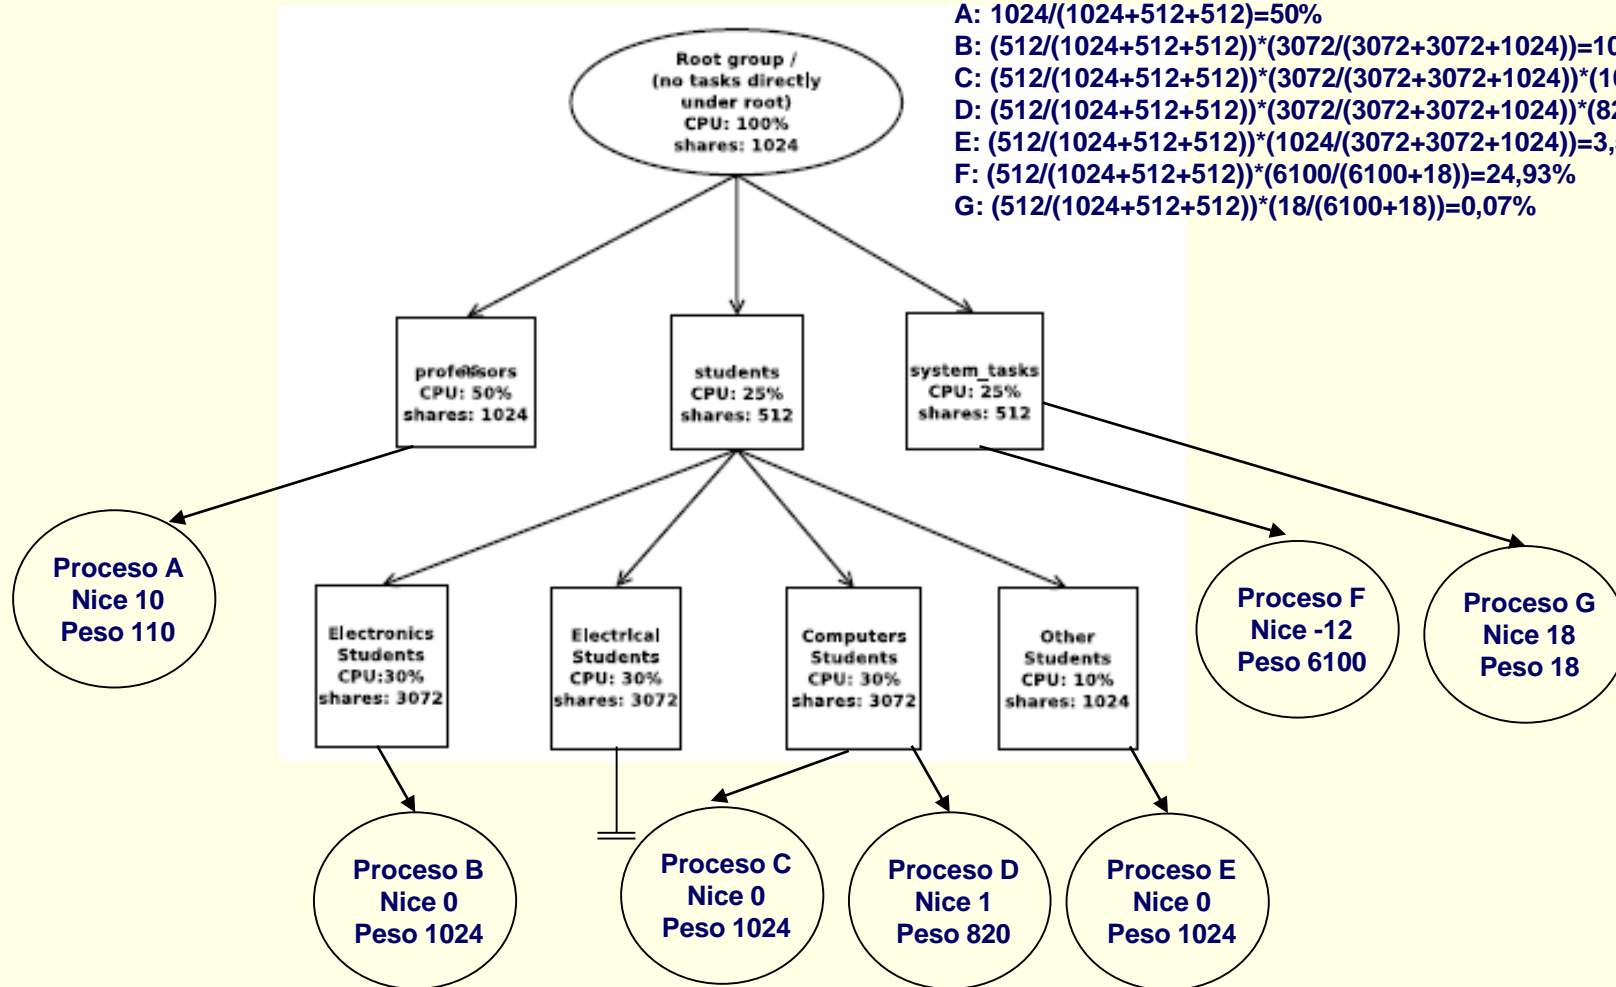 A: 1024/(1024+512+512)=50%
B: (512/(1024+512+512))*(3072/(3072+3072+1024))=10
C: (512/(1024+512+512))*(3072/(3072+3072+1024))*(10
D: (512/(1024+512+512))*(3072/(3072+3072+1024))*(82
E: (512/(1024+512+512))*(1024/(3072+3072+1024))=3,
F: (512/(1024+512+512))*(6100/(6100+18))=24,93%
G: (512/(1024+512+512))*(18/(6100+18))=0,07%
Root group /
(no tasks directly
under root)
CPU: 100%
shares: 1024
professors
CPU: 50%
shares: 1024
students
CPU: 25%
shares: 512
system_tasks
CPU: 25%
shares: 512
Proceso A
Nice 10
Peso 110
Electronics
Students
CPU:30%
shares: 3072
Electrical
Students
CPU: 30%
shares: 3072
Computers
Students
CPU: 30%
shares: 3072
Other
Students
CPU: 10%
shares: 1024
Proceso F
Nice -12
Peso 6100
Proceso G
Nice 18
Peso 18
Proceso B
Nice 0
Peso 1024
Proceso C
Nice 0
Peso 1024
Proceso D
Nice 1
Peso 820
Proceso E
Nice 0
Peso 1024